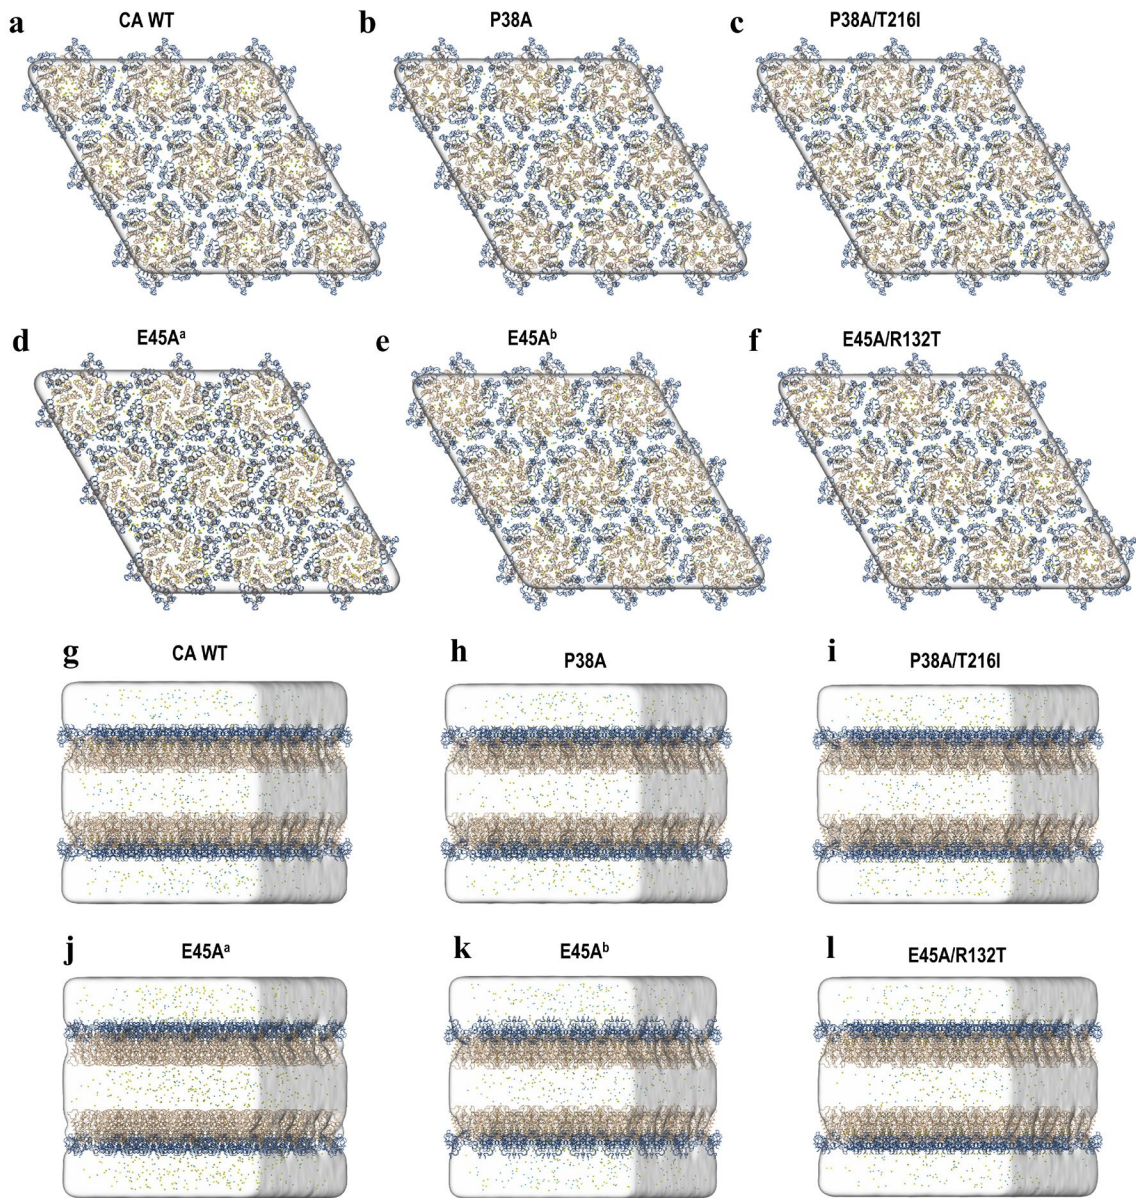 a CA WT b P38A c P38A/T216I
d E45Aᵃ e E45Aᵇ f E45A/R132T
g CA WT h P38A i P38A/T216I
j E45Aᵃ k E45Aᵇ l E45A/R132T